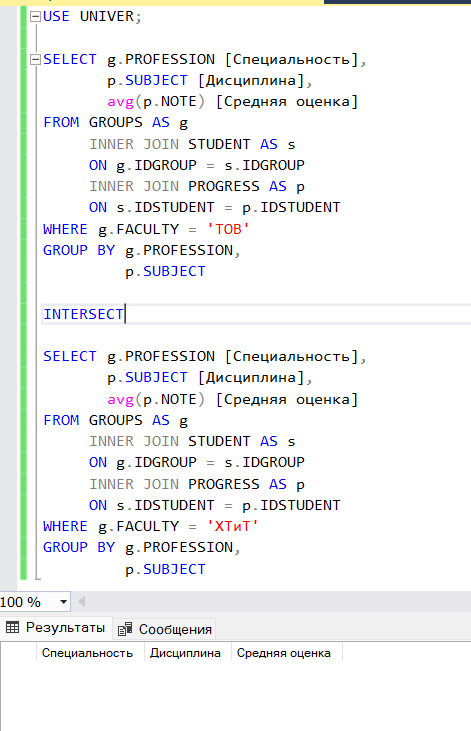 USE UNIVER;
SELECT g.PROFESSION [Специальность],
p.SUBJECT [Дисциплина],
avg(p.NOTE) [Средняя оценка]
FROM GROUPS AS g
INNER JOIN STUDENT AS s
ON g.IDGROUP = s.IDGROUP
INNER JOIN PROGRESS AS p
ON s.IDSTUDENT = p.IDSTUDENT
WHERE g.FACULTY = 'ТОВ'
GROUP BY g.PROFESSION,
p.SUBJECT
INTERSECT
SELECT g.PROFESSION [Специальность],
p.SUBJECT [Дисциплина],
avg(p.NOTE) [Средняя оценка]
FROM GROUPS AS g
INNER JOIN STUDENT AS s
ON g.IDGROUP = s.IDGROUP
INNER JOIN PROGRESS AS p
ON s.IDSTUDENT = p.IDSTUDENT
WHERE g.FACULTY = 'ХТиТ'
GROUP BY g.PROFESSION,
p.SUBJECT
100 %
Результаты Сообщения
Специальность Дисциплина Средняя оценка